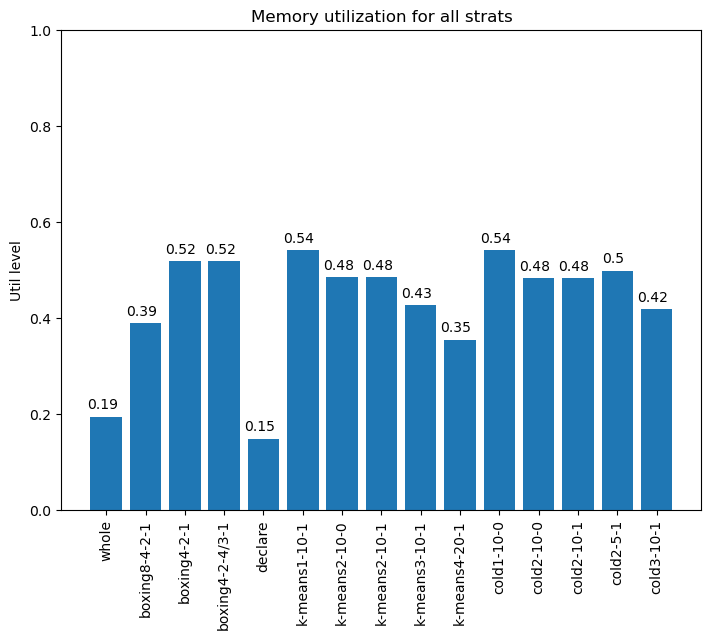 Memory utilization for all strats
Util level
1.0
0.8
0.6
0.4
0.2
0.0
0.19
0.39
0.52
0.52
0.15
0.54
0.48
0.48
0.43
0.35
0.54
0.48
0.48
0.5
0.42
whole
boxing8-4-2-1
boxing4-2-1
boxing4-2-4/3-1
declare
k-means1-10-1
k-means2-10-0
k-means2-10-1
k-means3-10-1
k-means4-20-1
cold1-10-0
cold2-10-0
cold2-10-1
cold2-5-1
cold3-10-1